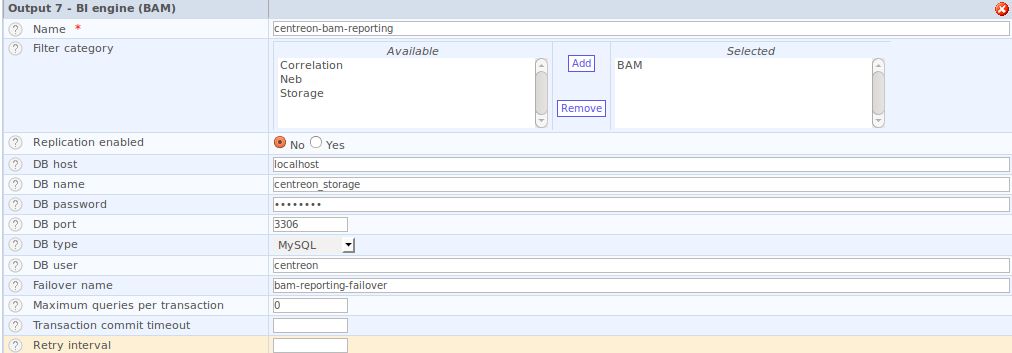 Output 7 - BI engine (BAM)
? Name * centreon-bam-reporting
? Filter category
Available Selected
Correlation Add BAM
Neb
Storage
Remove
? Replication enabled No Yes
? DB host localhost
? DB name centreon_storage
? DB password ••••••••
? DB port 3306
? DB type MySQL
? DB user centreon
? Failover name bam-reporting-failover
? Maximum queries per transaction 0
? Transaction commit timeout
? Retry interval